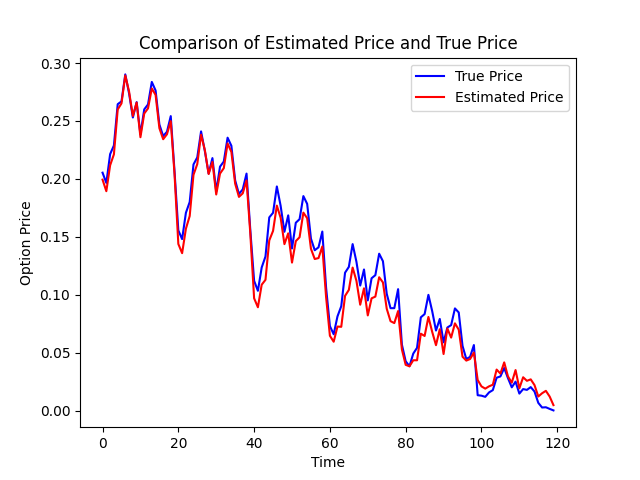 Comparison of Estimated Price and True Price
True Price
Estimated Price
Option Price
0.30
0.25
0.20
0.15
0.10
0.05
0.00
0 20 40 60 80 100 120
Time